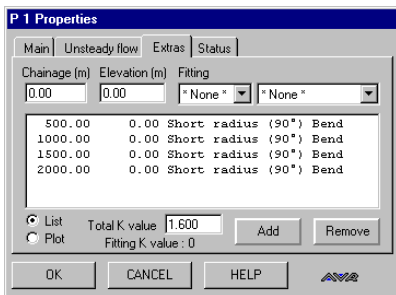 P 1 Properties
Main Unsteady flow Extras Status
Chainage (m) Elevation (m) Fitting
0.00 0.00 * None * * None *
500.00 0.00 Short radius (90°) Bend
1000.00 0.00 Short radius (90°) Bend
1500.00 0.00 Short radius (90°) Bend
2000.00 0.00 Short radius (90°) Bend
List Total K value 1.600 Add Remove
Plot Fitting K value : 0
OK CANCEL HELP